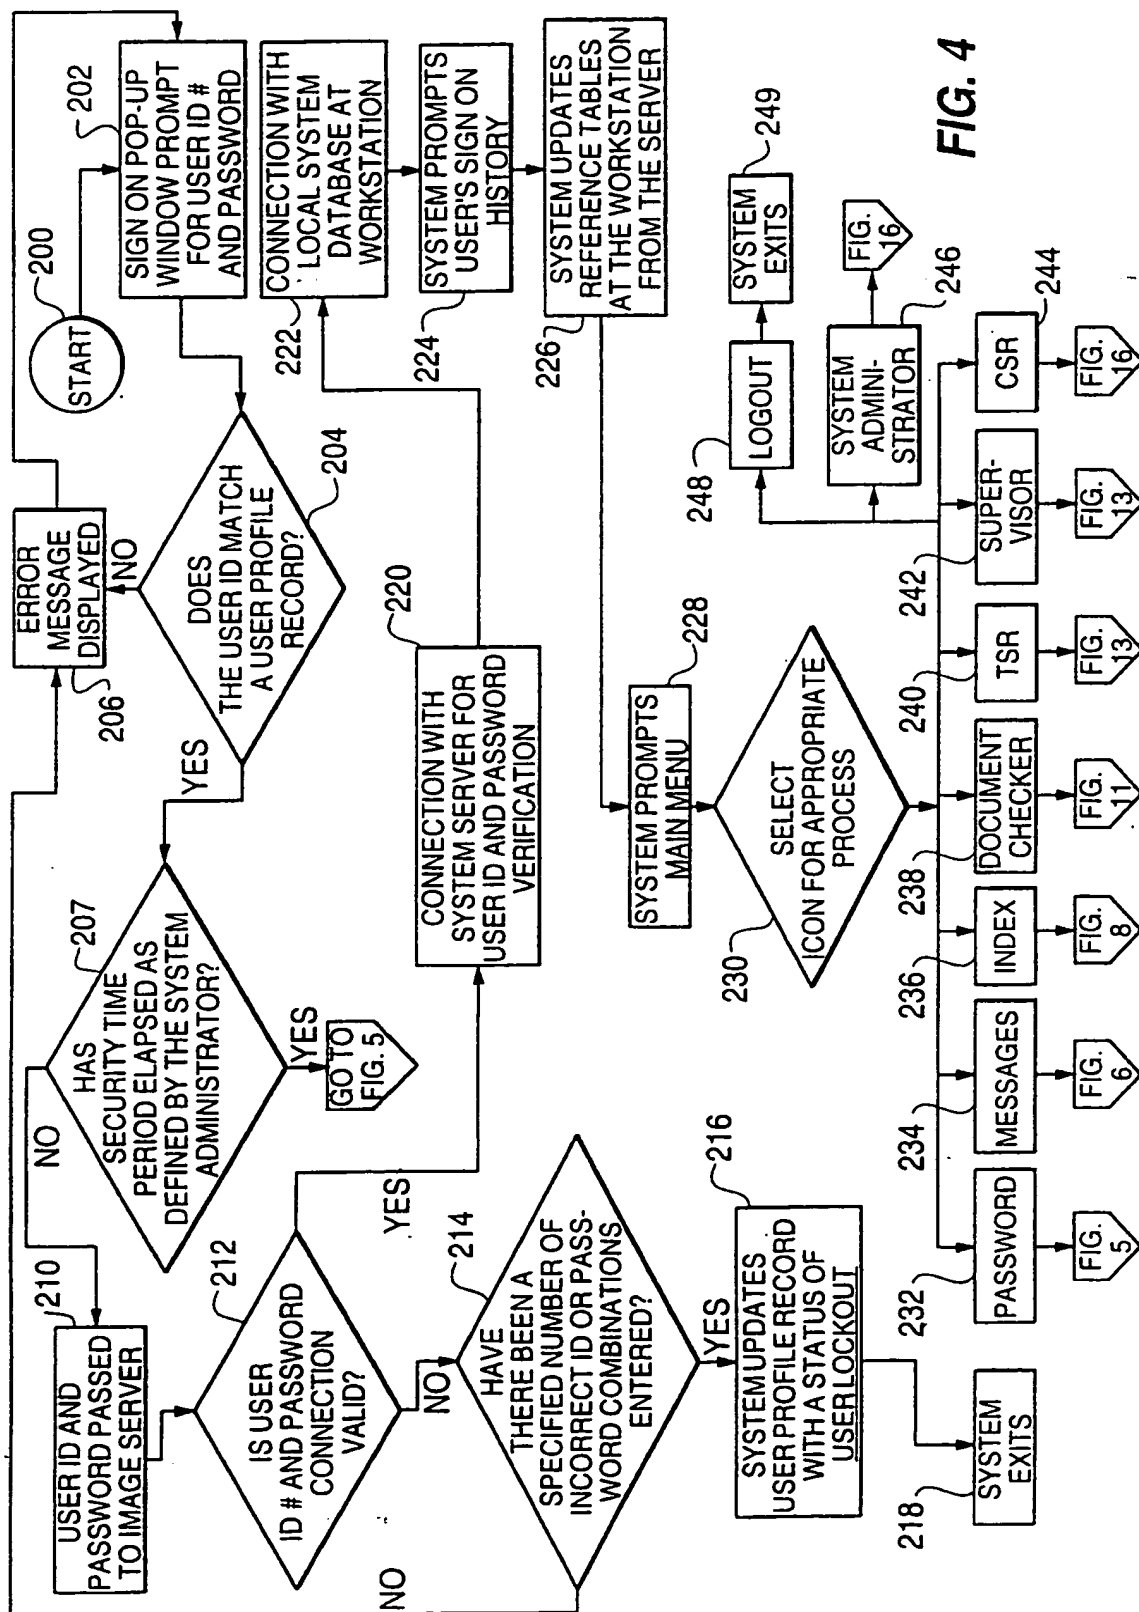 200
START
202
SIGN ON POP-UP
WINDOW PROMPT
FOR USER ID #
AND PASSWORD
204
DOES
THE USER ID MATCH
A USER PROFILE
RECORD?
NO
206
ERROR
MESSAGE
DISPLAYED
YES
207
HAS
SECURITY TIME
PERIOD ELAPSED AS
DEFINED BY THE SYSTEM
ADMINISTRATOR?
YES
GO TO
FIG. 5
NO
210
USER ID AND
PASSWORD PASSED
TO IMAGE SERVER
212
IS USER
ID # AND PASSWORD
CONNECTION
VALID?
YES
NO
214
HAVE
THERE BEEN A
SPECIFIED NUMBER OF
INCORRECT ID OR PASS-
WORD COMBINATIONS
ENTERED?
NO
YES
216
SYSTEM UPDATES
USER PROFILE RECORD
WITH A STATUS OF
USER LOCKOUT
218
SYSTEM
EXITS
220
CONNECTION WITH
SYSTEM SERVER FOR
USER ID AND PASSWORD
VERIFICATION
222
CONNECTION WITH
LOCAL SYSTEM
DATABASE AT
WORKSTATION
224
SYSTEM PROMPTS
USER'S SIGN ON
HISTORY
226
SYSTEM UPDATES
REFERENCE TABLES
AT THE WORKSTATION
FROM THE SERVER
228
SYSTEM PROMPTS
MAIN MENU
230
SELECT
ICON FOR APPROPRIATE
PROCESS
232
PASSWORD
FIG.
5
234
MESSAGES
FIG.
6
236
INDEX
FIG.
8
238
DOCUMENT
CHECKER
FIG.
11
240
TSR
FIG.
13
242
SUPER-
VISOR
FIG.
13
244
CSR
FIG.
16
246
SYSTEM
ADMINI-
STRATOR
FIG.
16
248
LOGOUT
249
SYSTEM
EXITS
FIG. 4